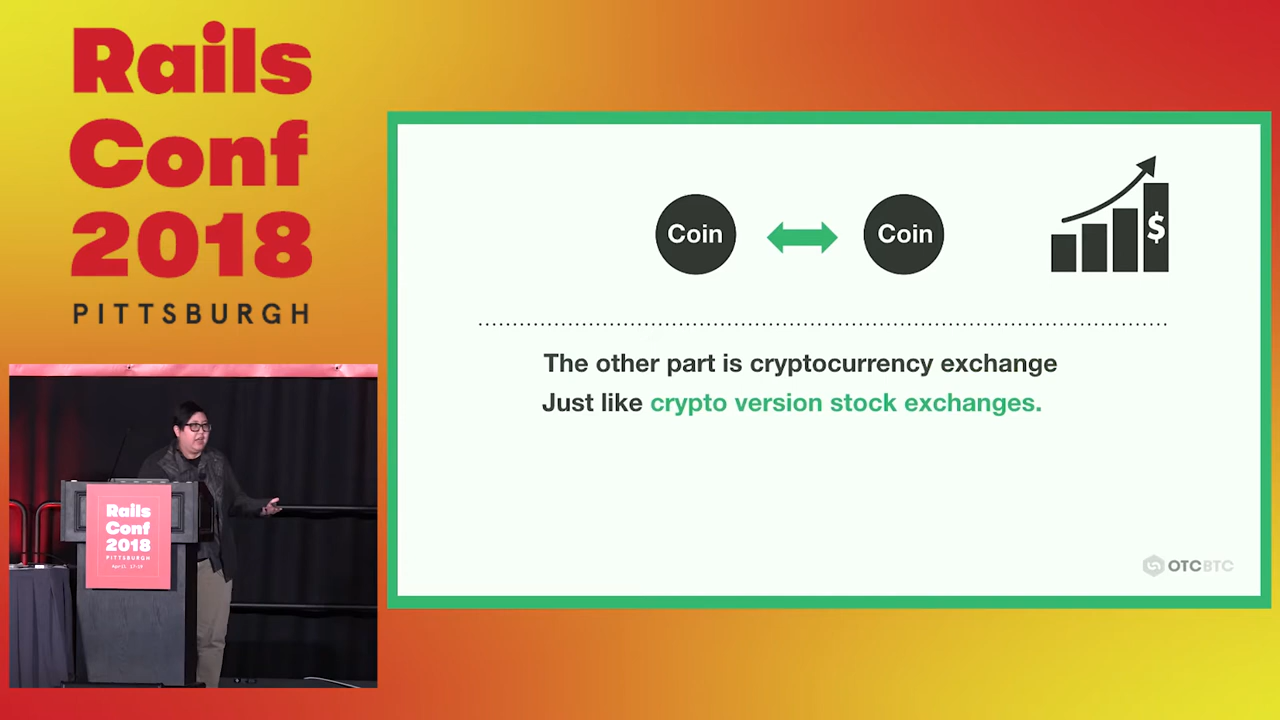 Rails
Conf
2018
PITTSBURGH
Coin
Coin
$
The other part is cryptocurrency exchange
Just like crypto version stock exchanges.
OTCBTC
Rails
Conf
2018
PITTSBURGH